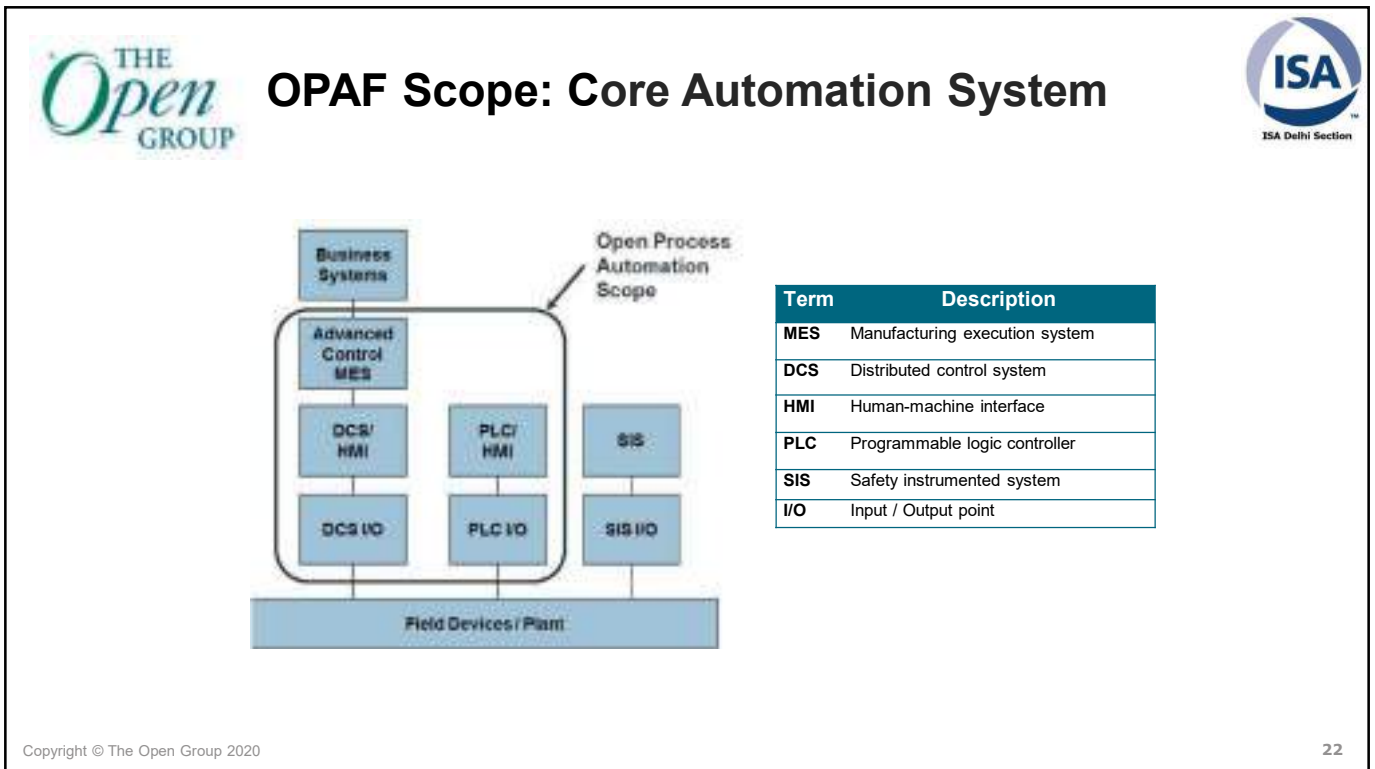 THE
Open
GROUP
OPAF Scope: Core Automation System
ISA
™
ISA Delhi Section
Business
Systems
Open Process
Automation
Scope
Advanced
Control
MES
DCS/
HMI
PLC/
HMI
SIS
DCS I/O
PLC I/O
SIS I/O
Field Devices / Plant
Term Description
MES Manufacturing execution system
DCS Distributed control system
HMI Human-machine interface
PLC Programmable logic controller
SIS Safety instrumented system
I/O Input / Output point
Copyright © The Open Group 2020
22